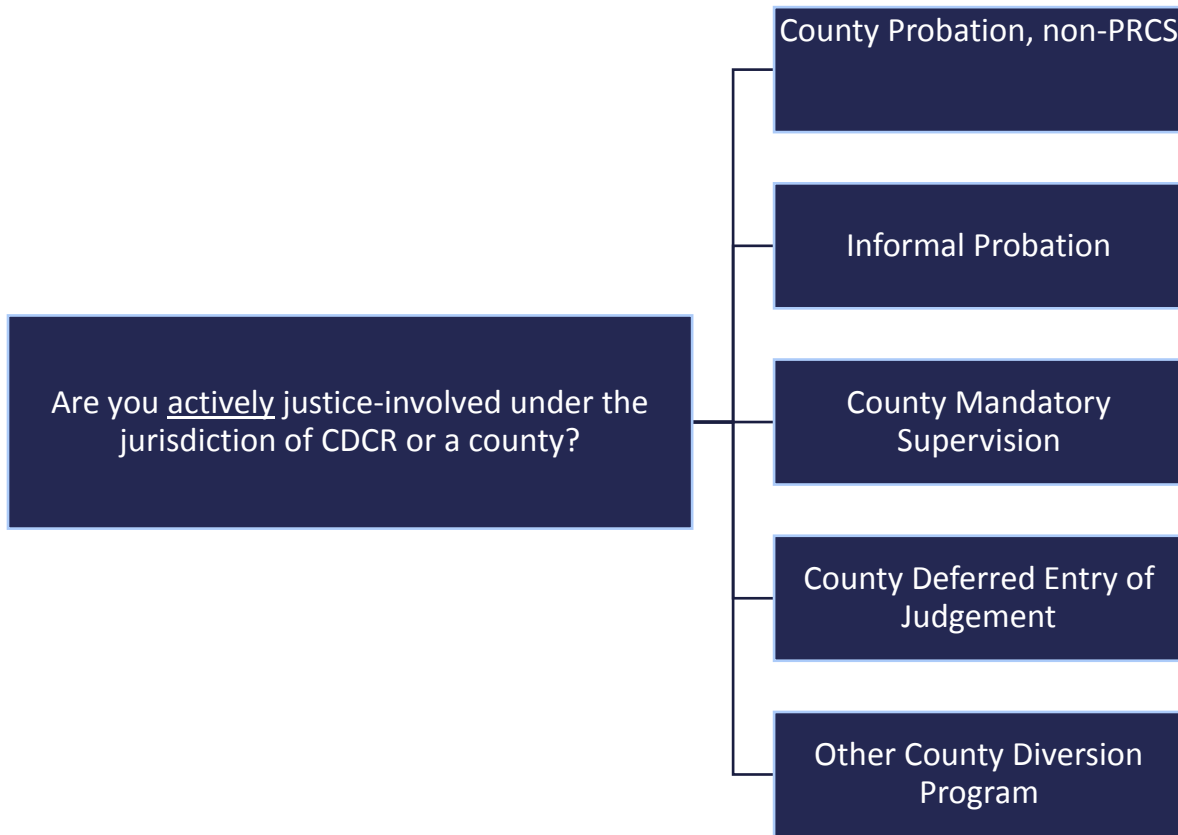 County Probation, non-PRCS
Informal Probation
Are you actively justice-involved under the
jurisdiction of CDCR or a county?
County Mandatory
Supervision
County Deferred Entry of
Judgement
Other County Diversion
Program